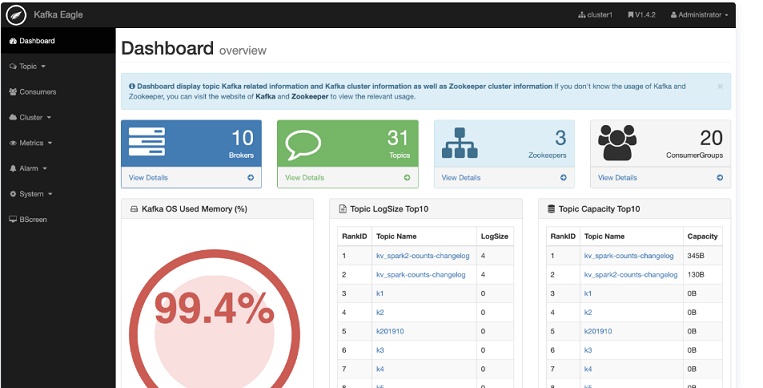 Kafka Eagle
cluster1 V1.4.2 Administrator
Dashboard
Topic
Consumers
Cluster
Metrics
Alarm
System
BScreen
Dashboard overview
Dashboard display topic Kafka related information and Kafka cluster information as well as Zookeeper cluster information If you don't know the usage of Kafka and
Zookeeper, you can visit the website of Kafka and Zookeeper to view the relevant usage.
×
10
Brokers
View Details
31
Topics
View Details
3
Zookeepers
View Details
20
ConsumerGroups
View Details
Kafka OS Used Memory (%)
99.4%
Topic LogSize Top10
RankID Topic Name LogSize
1 kv_spark2-counts-changelog 4
2 kv_spark-counts-changelog 4
3 k1 0
4 k2 0
5 k201910 0
6 k3 0
7 k4 0
Topic Capacity Top10
RankID Topic Name Capacity
1 kv_spark-counts-changelog 345B
2 kv_spark2-counts-changelog 130B
3 k1 0B
4 k2 0B
5 k201910 0B
6 k3 0B
7 k4 0B